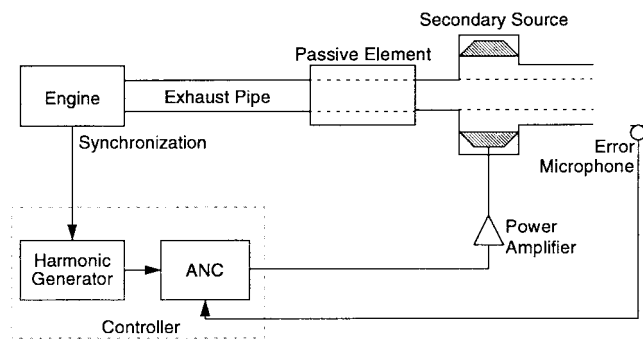 Secondary Source
Passive Element
Engine
Exhaust Pipe
Synchronization
Error
Microphone
Power
Amplifier
Harmonic
Generator
ANC
Controller